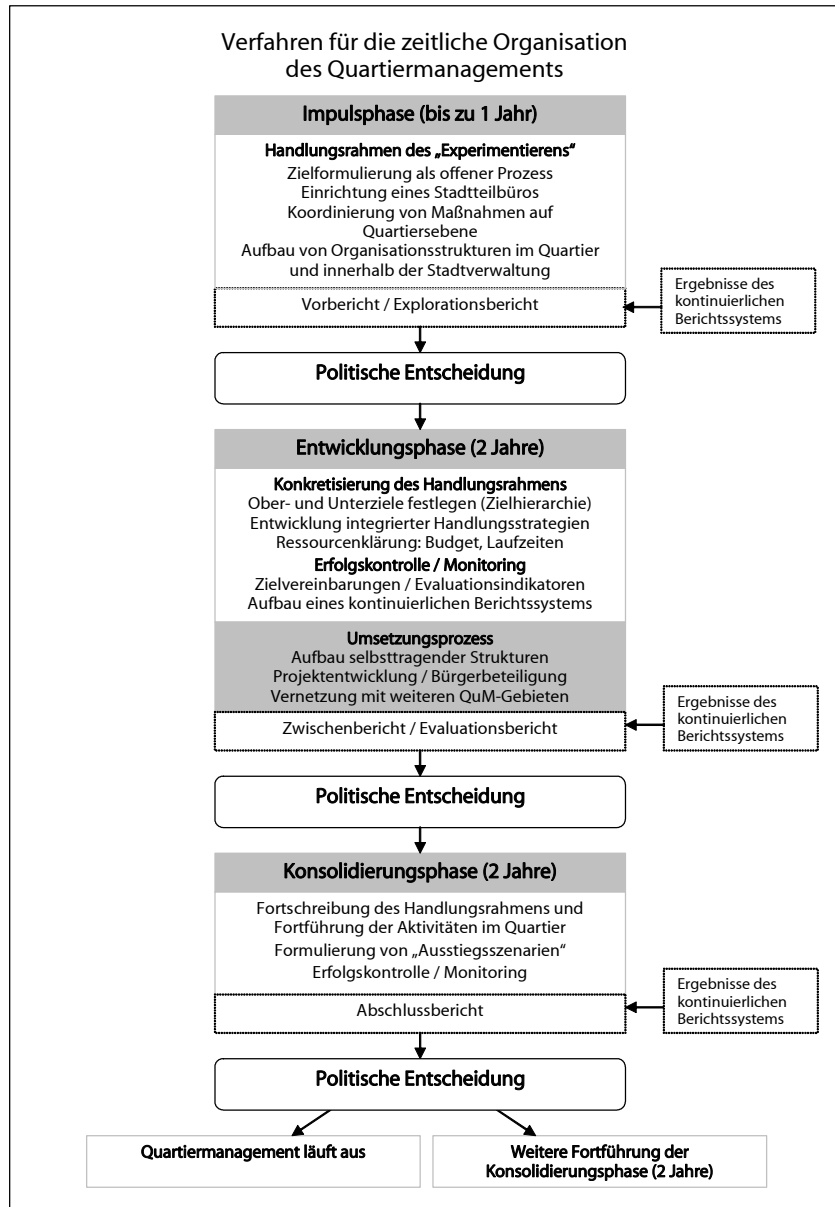 Verfahren für die zeitliche Organisation
des Quartiermanagements
Impulsphase (bis zu 1 Jahr)
Handlungsrahmen des „Experimentierens“
Zielformulierung als offener Prozess
Einrichtung eines Stadtteilbüros
Koordinierung von Maßnahmen auf
Quartiersebene
Aufbau von Organisationsstrukturen im Quartier
und innerhalb der Stadtverwaltung
Vorbericht / Explorationsbericht
Ergebnisse des
kontinuierlichen
Berichtssystems
Politische Entscheidung
Entwicklungsphase (2 Jahre)
Konkretisierung des Handlungsrahmens
Ober- und Unterziele festlegen (Zielhierarchie)
Entwicklung integrierter Handlungsstrategien
Ressourcenklärung: Budget, Laufzeiten
Erfolgskontrolle / Monitoring
Zielvereinbarungen / Evaluationsindikatoren
Aufbau eines kontinuierlichen Berichtssystems
Umsetzungsprozess
Aufbau selbsttragender Strukturen
Projektentwicklung / Bürgerbeteiligung
Vernetzung mit weiteren QuM-Gebieten
Zwischenbericht / Evaluationsbericht
Ergebnisse des
kontinuierlichen
Berichtssystems
Politische Entscheidung
Konsolidierungsphase (2 Jahre)
Fortschreibung des Handlungsrahmens und
Fortführung der Aktivitäten im Quartier
Formulierung von „Ausstiegsszenarien“
Erfolgskontrolle / Monitoring
Abschlussbericht
Ergebnisse des
kontinuierlichen
Berichtssystems
Politische Entscheidung
Quartiermanagement läuft aus
Weitere Fortführung der
Konsolidierungsphase (2 Jahre)